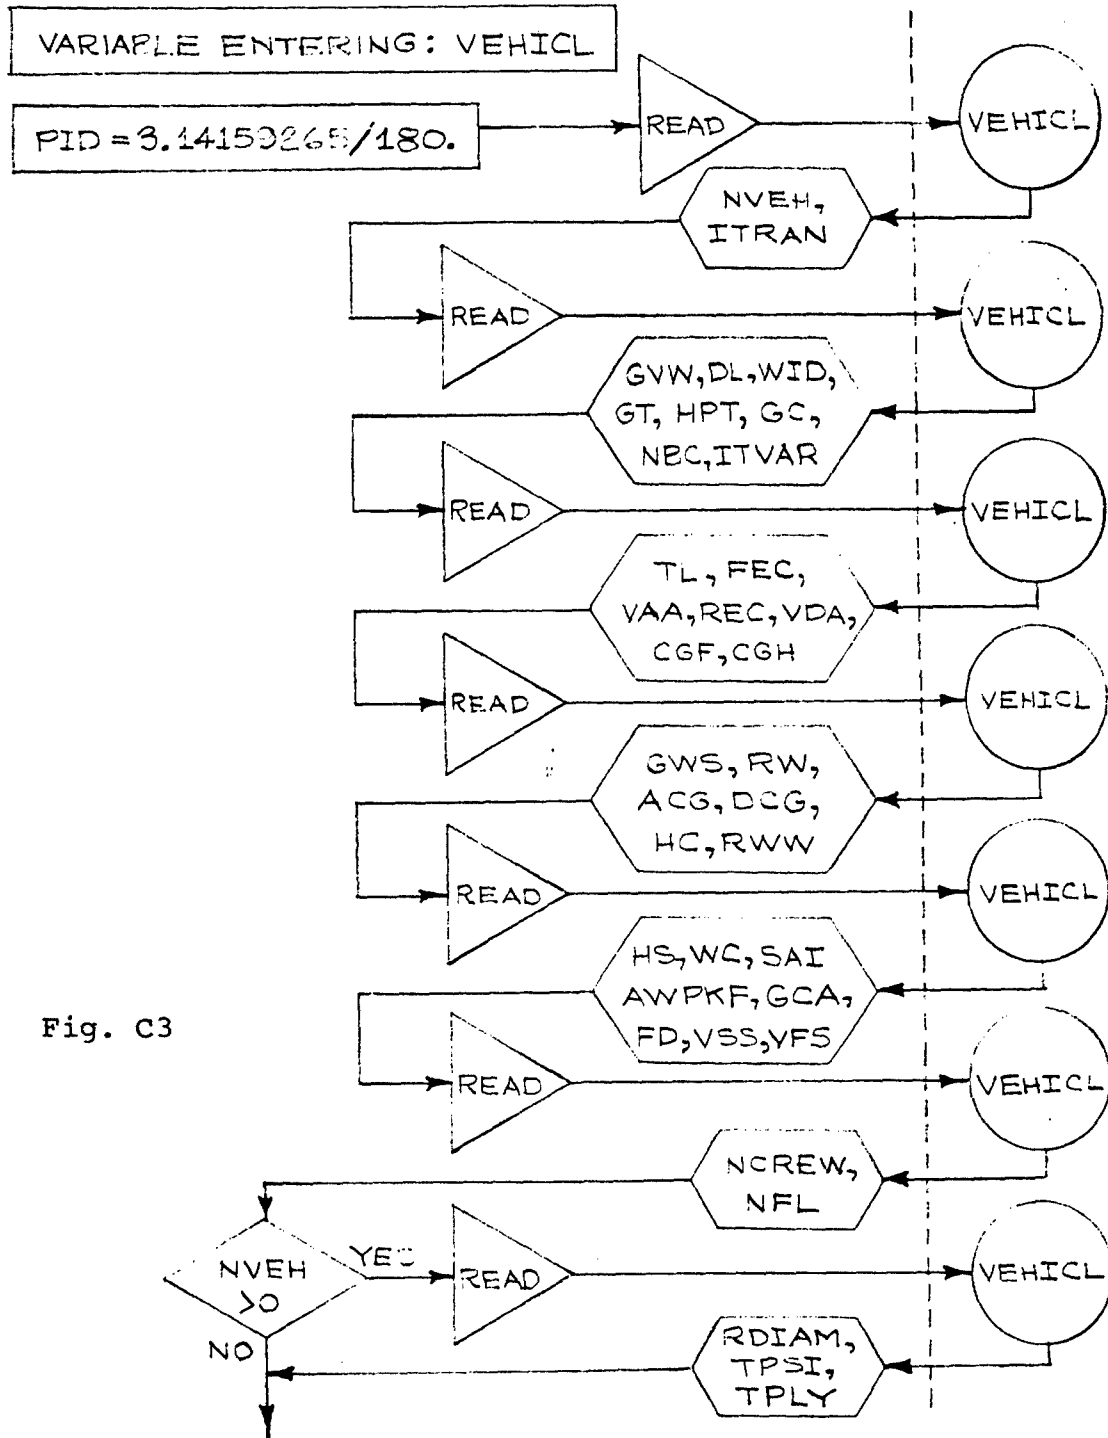 VARIABLE ENTERING: VEHICL
PID = 3.14159265/180.
READ
VEHICL
NVEH,
ITRAN
READ
VEHICL
GVW, DL, WID,
GT, HPT, GC,
NBC, ITVAR
READ
VEHICL
TL, FEC,
VAA, REC, VDA,
CGF, CGH
READ
VEHICL
GWS, RW,
ACG, DCG,
HC, RWW
READ
VEHICL
HS, WC, SAI
AWPKF, GCA,
FD, VSS, VFS
Fig. C3
READ
VEHICL
NCREW,
NFL
NVEH
>0
YES
READ
VEHICL
NO
RDIAM,
TPSI,
TPLY